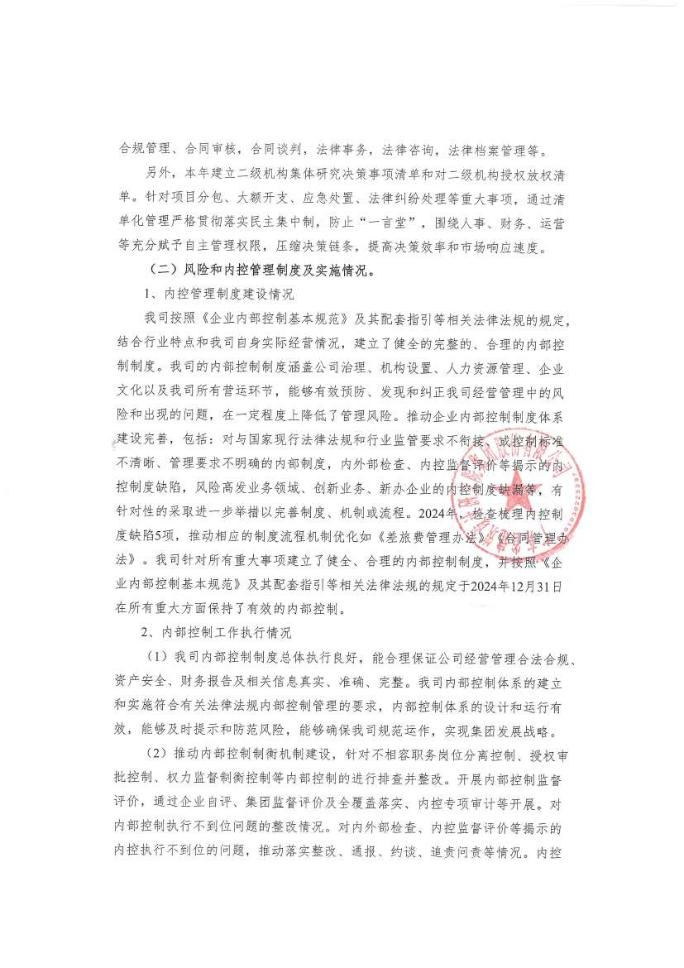 合规管理、合同审核，合同谈判，法律事务，法律咨询，法律档案管理等。
另外，本年建立二级机构集体研究决策事项清单和对二级机构授权放权清
单。针对项目分包、大额开支、应急处置、法律纠纷处理等重大事项，通过清
单化管理严格贯彻落实民主集中制，防止“一言堂”，围绕人事、财务、运营
等充分赋予自主管理权限，压缩决策链条，提高决策效率和市场响应速度。
（二）风险和内控管理制度及实施情况。
1、内控管理制度建设情况
我司按照《企业内部控制基本规范》及其配套指引等相关法律法规的规定，
结合行业特点和我司自身实际经营情况，建立了健全的完整的、合理的内部控
制制度。我司的内部控制制度涵盖公司治理、机构设置、人力资源管理、企业
文化以及我司所有营运环节，能够有效预防、发现和纠正我司经营管理中的风
险和出现的问题，在一定程度上降低了管理风险。推动企业内部控制制度体系
建设完善，包括：对与国家现行法律法规和行业监管要求不衔接、或控制标准
不清晰、管理要求不明确的内部制度，内外部检查、内控监督评价等揭示的内
控制度缺陷，风险高发业务领域、创新业务、新办企业的内控制度缺漏等，有
针对性的采取进一步举措以完善制度、机制或流程。2024年，检查梳理内控制
度缺陷5项，推动相应的制度流程机制优化如《差旅费管理办法》《合同管理办
法》。我司针对所有重大事项建立了健全、合理的内部控制制度，并按照《企
业内部控制基本规范》及其配套指引等相关法律法规的规定于2024年12月31日
在所有重大方面保持了有效的内部控制。
2、内部控制工作执行情况
（1）我司内部控制制度总体执行良好，能合理保证公司经营管理合法合规、
资产安全、财务报告及相关信息真实、准确、完整。我司内部控制体系的建立
和实施符合有关法律法规内部控制管理的要求，内部控制体系的设计和运行有
效，能够及时提示和防范风险，能够确保我司规范运作，实现集团发展战略。
（2）推动内部控制制衡机制建设，针对不相容职务岗位分离控制、授权审
批控制、权力监督制衡控制等内部控制的进行排查并整改。开展内部控制监督
评价，通过企业自评、集团监督评价及全覆盖落实、内控专项审计等开展。对
内部控制执行不到位问题的整改情况。对内外部检查、内控监督评价等揭示的
内控执行不到位的问题，推动落实整改、通报、约谈、追责问责等情况。内控